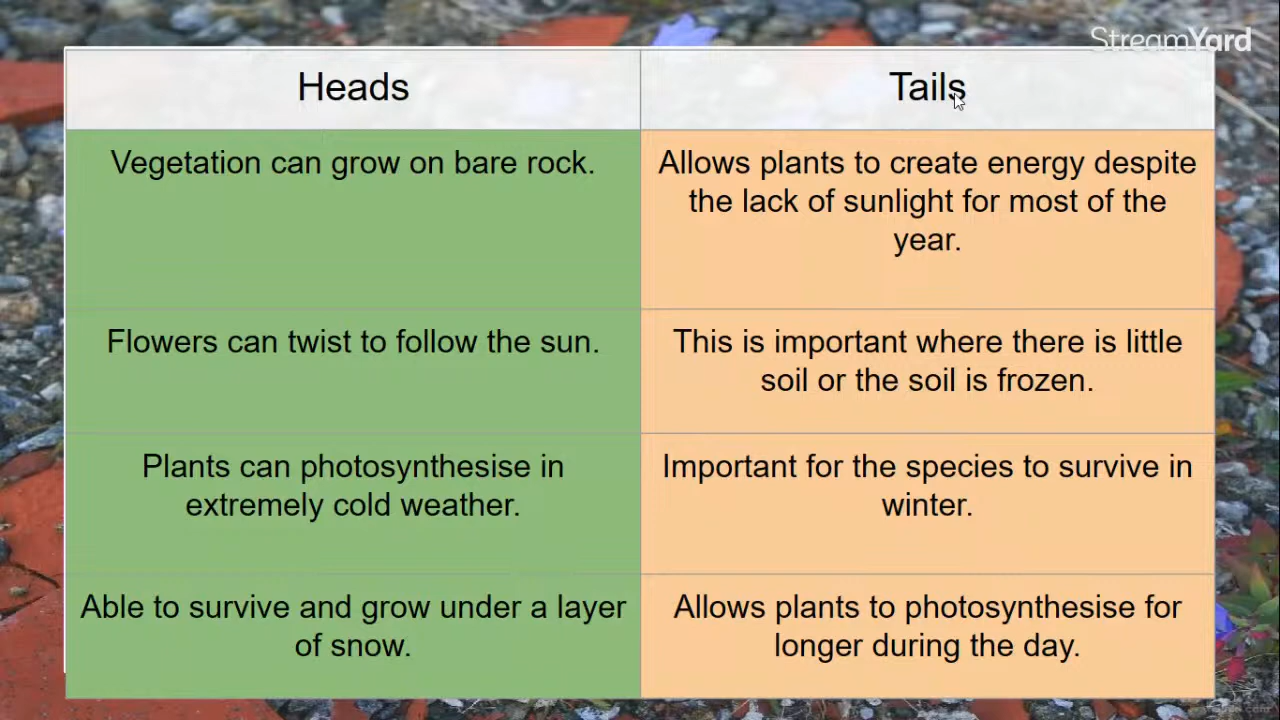 StreamYard
Heads
Tails
Vegetation can grow on bare rock.
Allows plants to create energy despite
the lack of sunlight for most of the
year.
Flowers can twist to follow the sun.
This is important where there is little
soil or the soil is frozen.
Plants can photosynthesise in
extremely cold weather.
Important for the species to survive in
winter.
Able to survive and grow under a layer
of snow.
Allows plants to photosynthesise for
longer during the day.